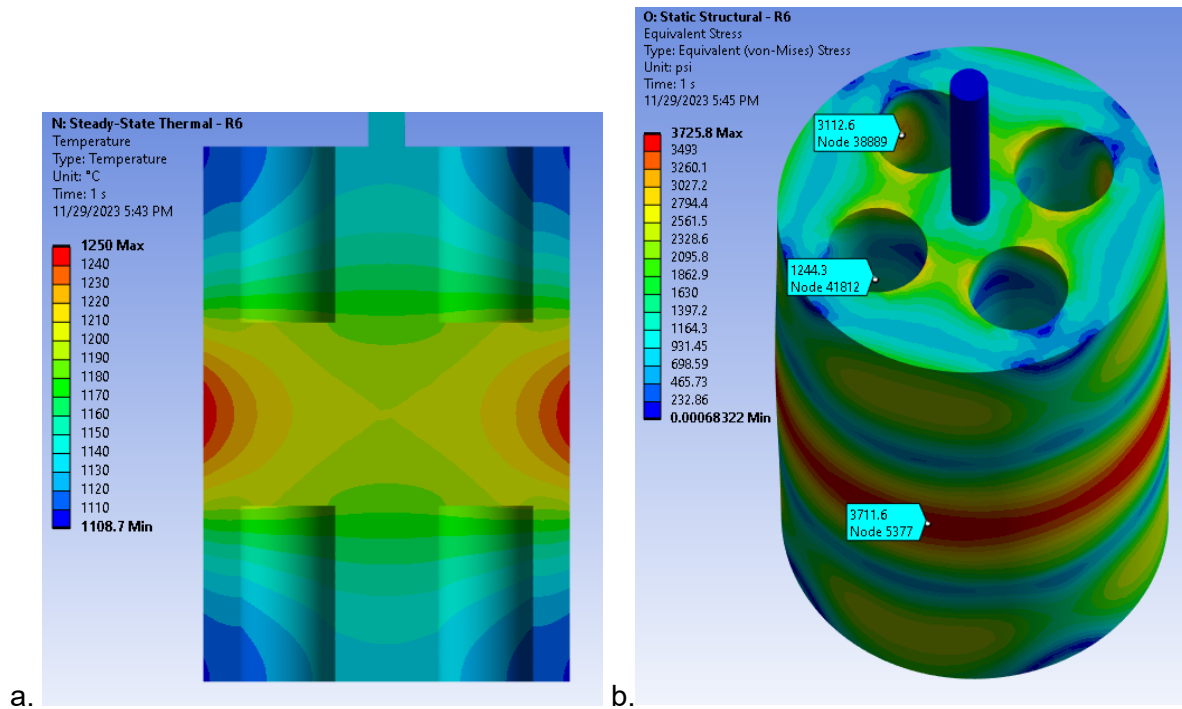 N: Steady-State Thermal - R6
Temperature
Type: Temperature
Unit: °C
Time: 1 s
11/29/2023 5:43 PM
1250 Max
1240
1230
1220
1210
1200
1190
1180
1170
1160
1150
1140
1130
1120
1110
1108.7 Min
a.
O: Static Structural - R6
Equivalent Stress
Type: Equivalent (von-Mises) Stress
Unit: psi
Time: 1 s
11/29/2023 5:45 PM
3725.8 Max
3493
3260.1
3027.2
2794.4
2561.5
2328.6
2095.8
1862.9
1630
1397.2
1164.3
931.45
698.59
465.73
232.86
0.00068322 Min
3112.6
Node 38889
1244.3
Node 41812
3711.6
Node 5377
b.